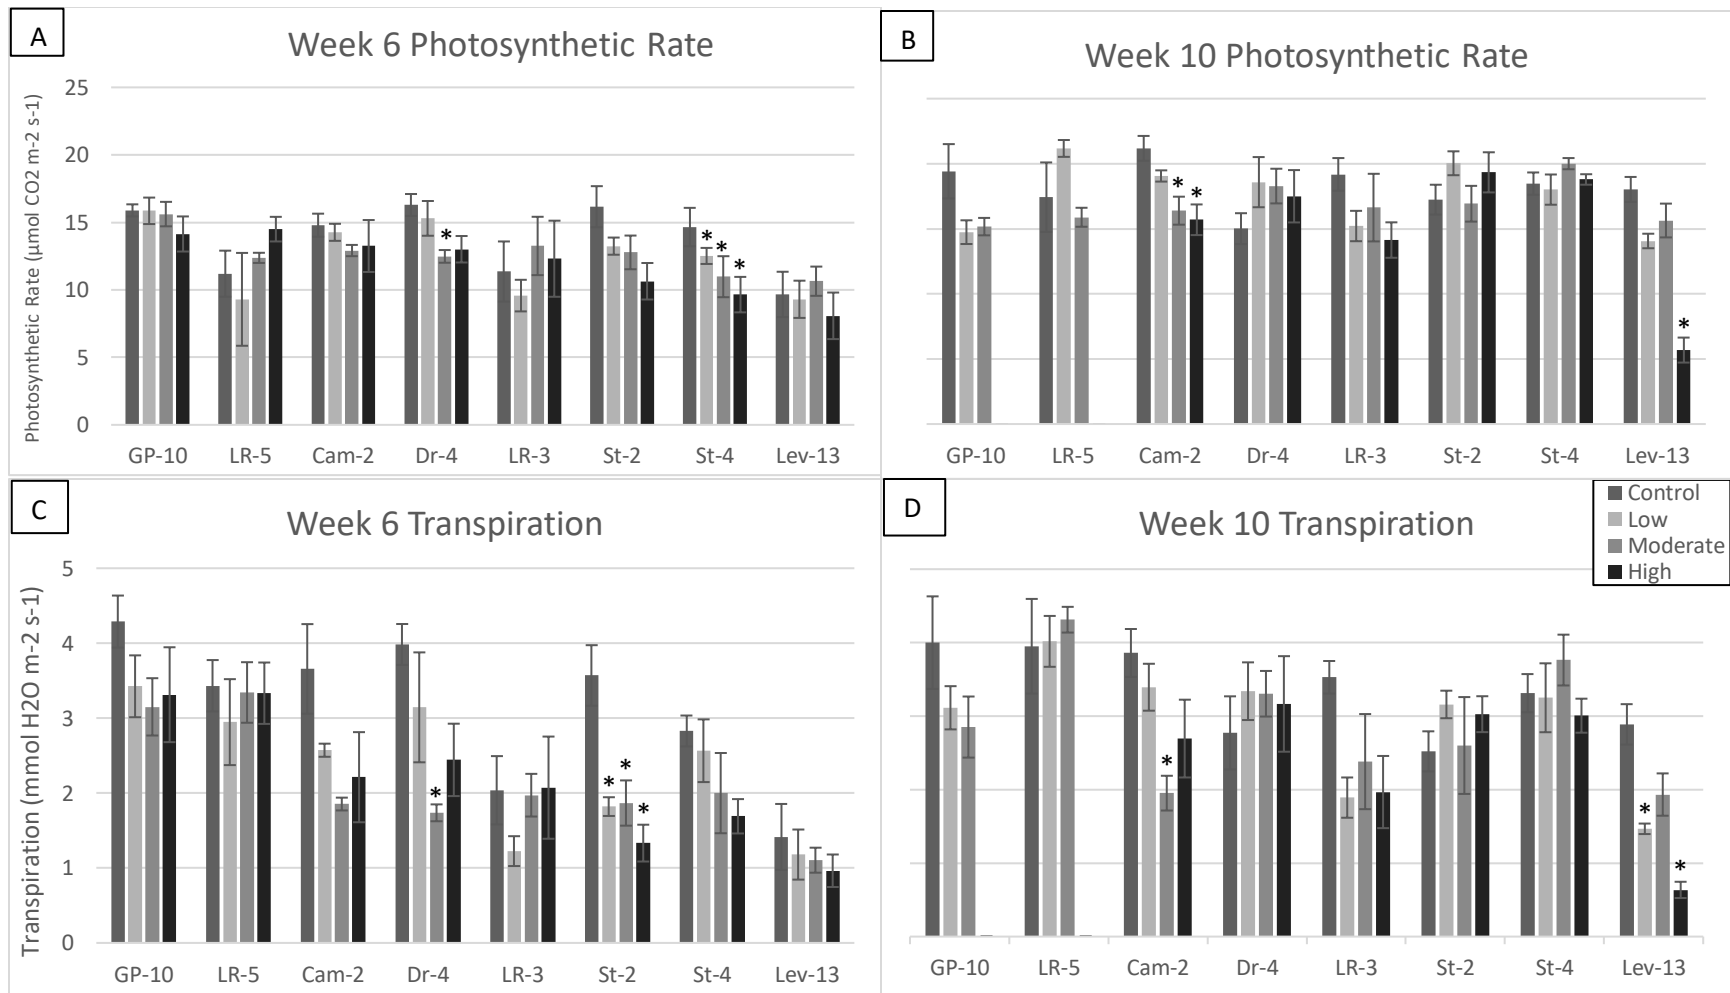 A
Week 6 Photosynthetic Rate
Photosynthetic Rate (µmol CO2 m-2 s-1)
25
20
15
10
5
0
* * * *
GP-10 LR-5 Cam-2 Dr-4 LR-3 St-2 St-4 Lev-13
B
Week 10 Photosynthetic Rate
* * *
GP-10 LR-5 Cam-2 Dr-4 LR-3 St-2 St-4 Lev-13
C
Week 6 Transpiration
Transpiration (mmol H2O m-2 s-1)
5
4
3
2
1
0
* * * *
GP-10 LR-5 Cam-2 Dr-4 LR-3 St-2 St-4 Lev-13
D
Week 10 Transpiration
Control
Low
Moderate
High
* * *
GP-10 LR-5 Cam-2 Dr-4 LR-3 St-2 St-4 Lev-13